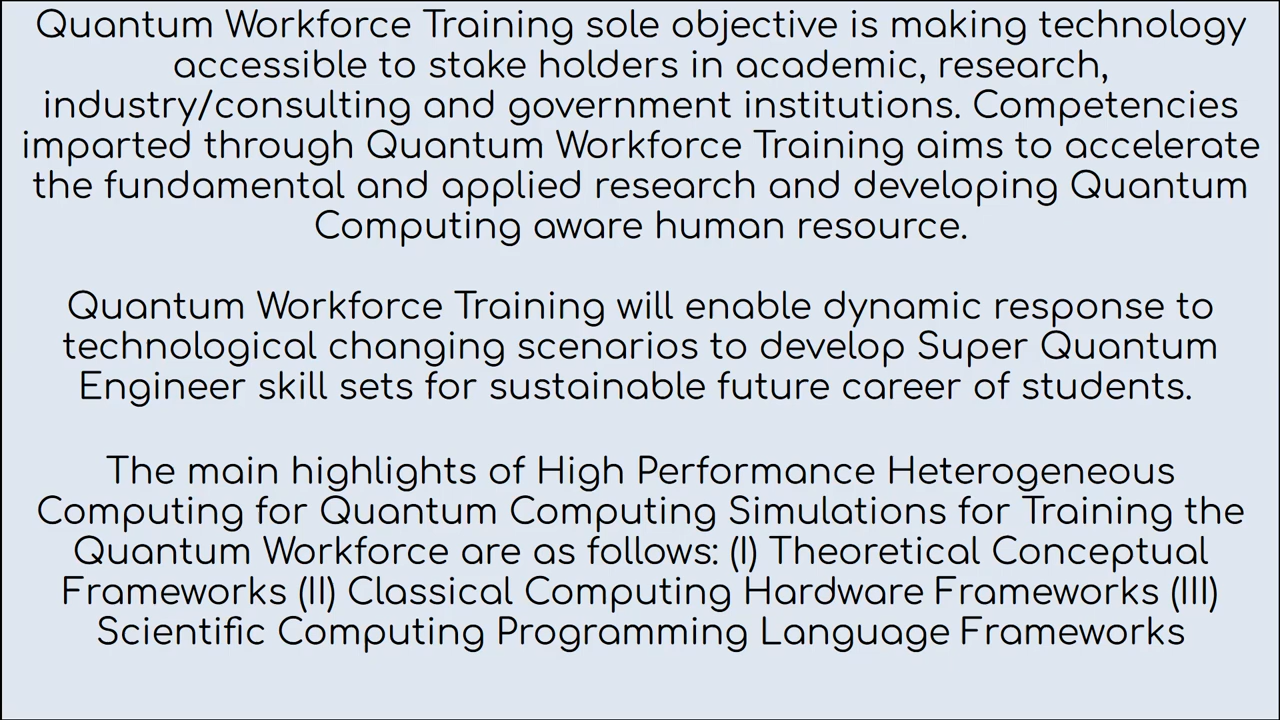 Quantum Workforce Training sole objective is making technology
accessible to stake holders in academic, research,
industry/consulting and government institutions. Competencies
imparted through Quantum Workforce Training aims to accelerate
the fundamental and applied research and developing Quantum
Computing aware human resource.
Quantum Workforce Training will enable dynamic response to
technological changing scenarios to develop Super Quantum
Engineer skill sets for sustainable future career of students.
The main highlights of High Performance Heterogeneous
Computing for Quantum Computing Simulations for Training the
Quantum Workforce are as follows: (I) Theoretical Conceptual
Frameworks (II) Classical Computing Hardware Frameworks (III)
Scientific Computing Programming Language Frameworks